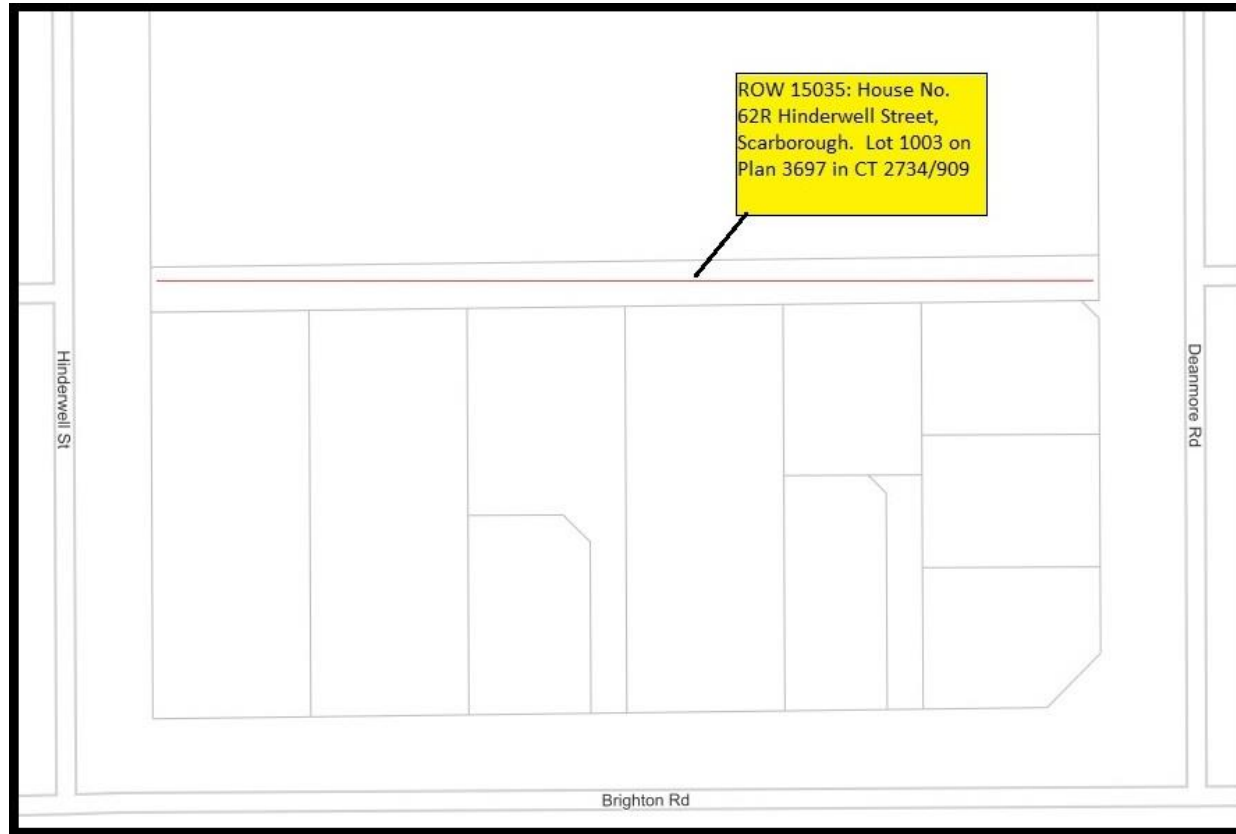 ROW 15035: House No.
62R Hinderwell Street,
Scarborough. Lot 1003 on
Plan 3697 in CT 2734/909
Hinderwell St
Deanmore Rd
Brighton Rd